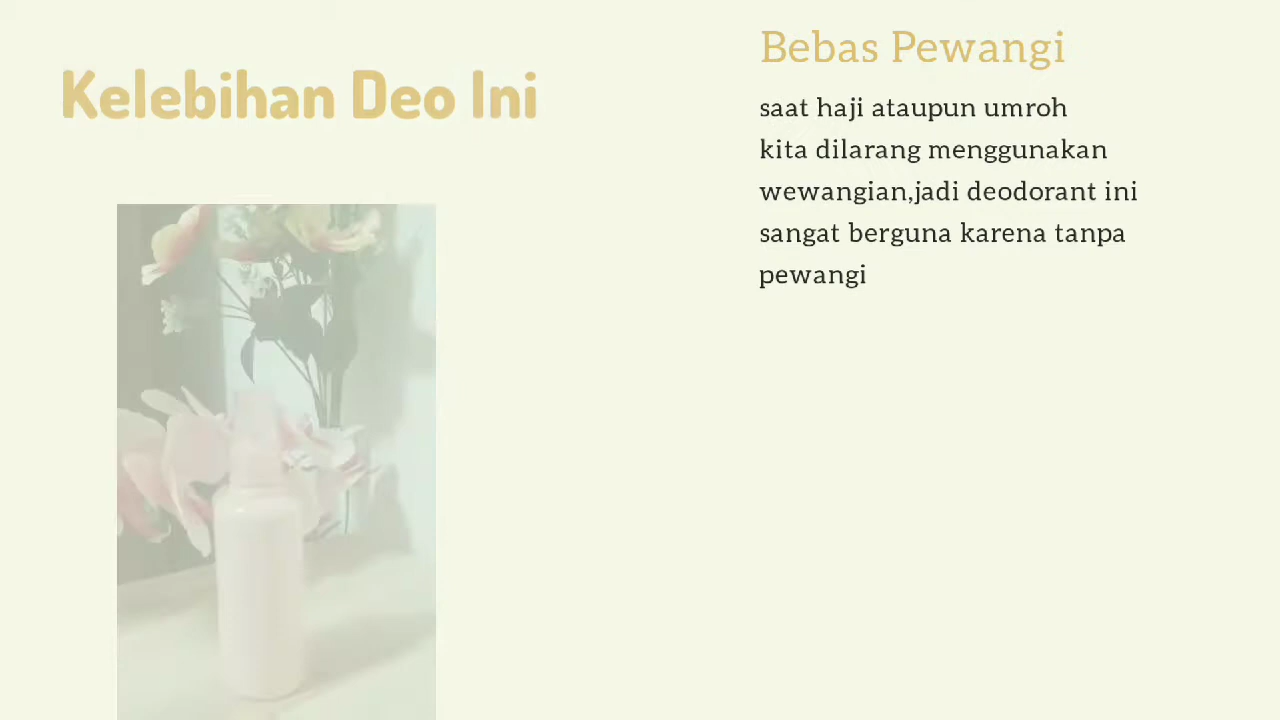 Kelebihan Deo Ini
Bebas Pewangi
saat haji ataupun umroh
kita dilarang menggunakan
wewangian,jadi deodorant ini
sangat berguna karena tanpa
pewangi